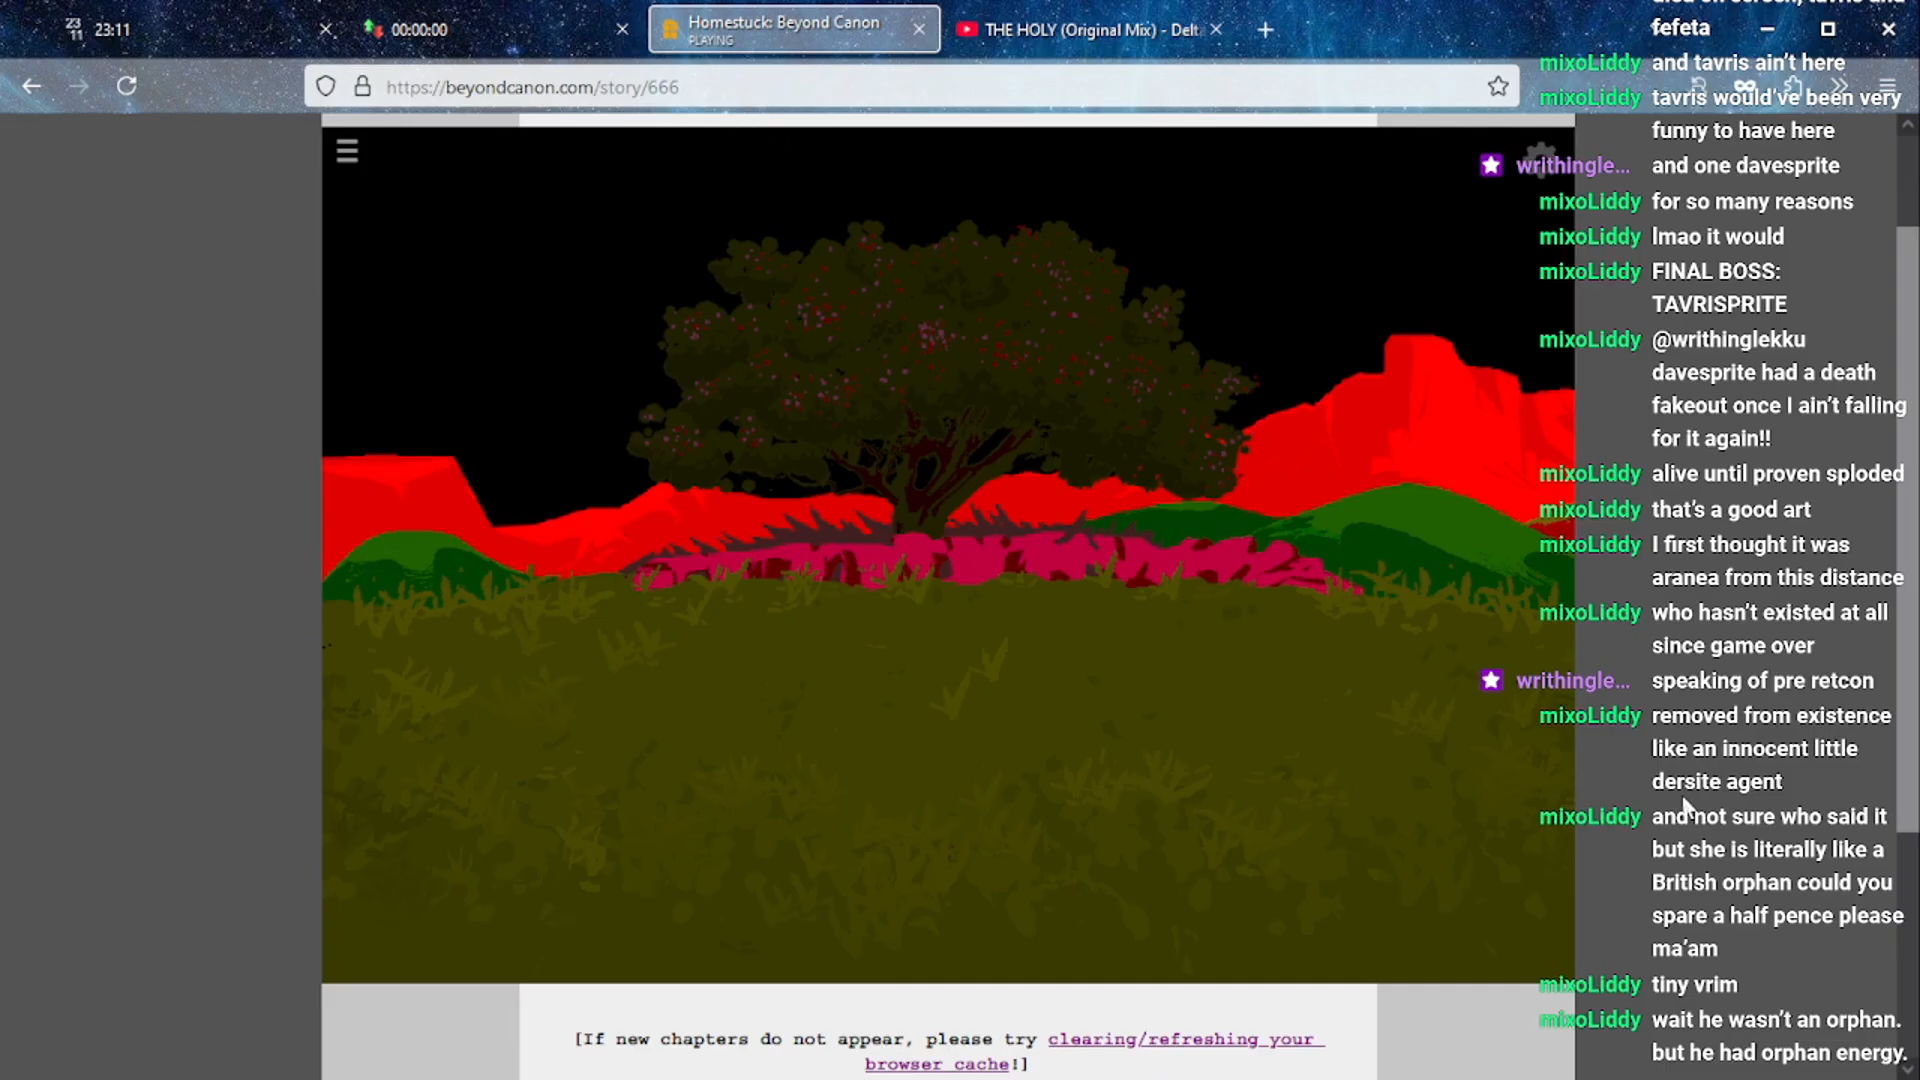 23
11
23:11
00:00:00
Homestuck: Beyond Canon
PLAYING
THE HOLY (Original Mix) - Delt
https://beyondcanon.com/story/666
fefeta
mixoLiddy and tavris ain't here
mixoLiddy tavris would've been very
funny to have here
writhingle... and one davesprite
mixoLiddy for so many reasons
mixoLiddy lmao it would
mixoLiddy FINAL BOSS:
TAVRISPRITE
mixoLiddy @writhinglekku
davesprite had a death
fakeout once I ain't falling
for it again!!
mixoLiddy alive until proven sploded
mixoLiddy that's a good art
mixoLiddy I first thought it was
aranea from this distance
mixoLiddy who hasn't existed at all
since game over
writhingle... speaking of pre retcon
mixoLiddy removed from existence
like an innocent little
dersite agent
mixoLiddy and not sure who said it
but she is literally like a
British orphan could you
spare a half pence please
ma'am
mixoLiddy tiny vrim
mixoLiddy wait he wasn't an orphan.
but he had orphan energy.
[If new chapters do not appear, please try clearing/refreshing your
browser cache!]